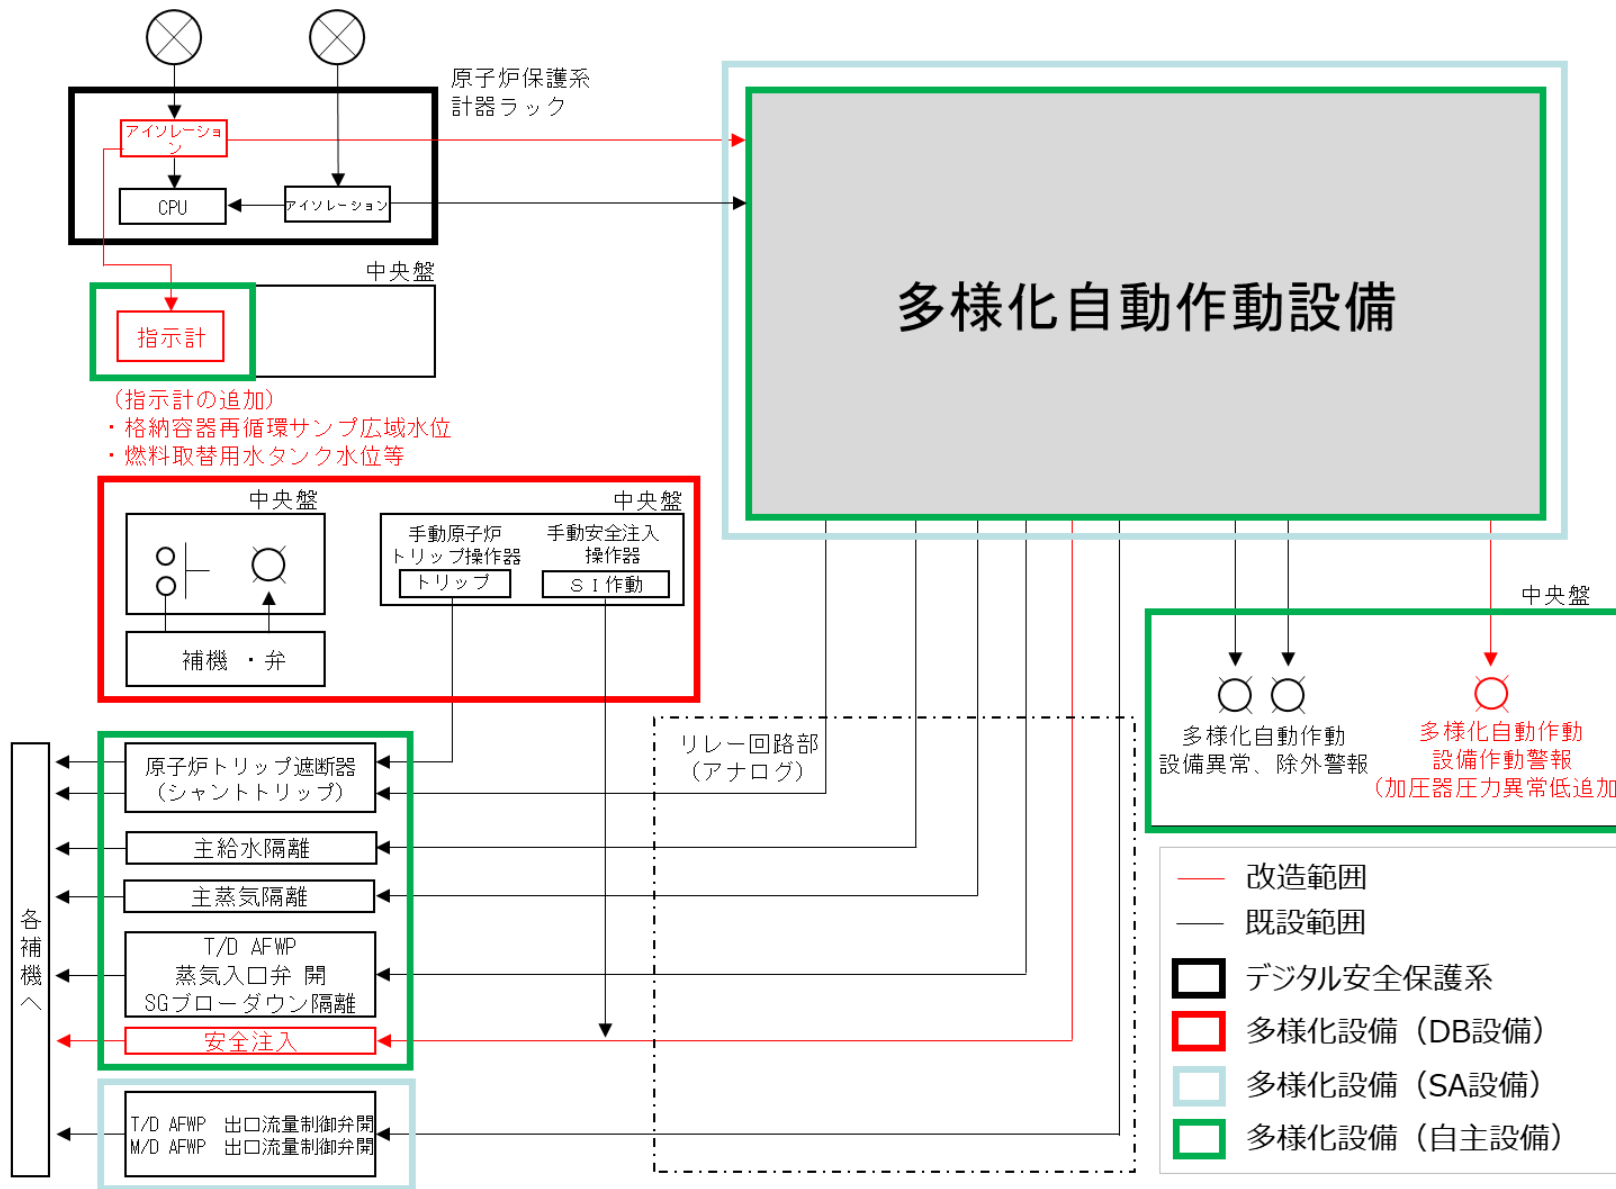 原子炉保護系
計器ラック
アイソレーショ
ン
CPU
アイソレーション
中央盤
指示計
（指示計の追加）
・格納容器再循環サンプ広域水位
・燃料取替用水タンク水位等
多様化自動作動設備
中央盤
中央盤
手動原子炉
トリップ操作器
トリップ
手動安全注入
操作器
ＳＩ作動
補機 ・弁
中央盤
多様化自動作動
設備異常、除外警報
多様化自動作動
設備作動警報
（加圧器圧力異常低追加
リレー回路部
（アナログ）
各補機へ
原子炉トリップ遮断器
（シャントトリップ）
主給水隔離
主蒸気隔離
T/D AFWP
蒸気入口弁 開
SGブローダウン隔離
安全注入
T/D AFWP 出口流量制御弁開
M/D AFWP 出口流量制御弁開
改造範囲
既設範囲
デジタル安全保護系
多様化設備（DB設備）
多様化設備（SA設備）
多様化設備（自主設備）